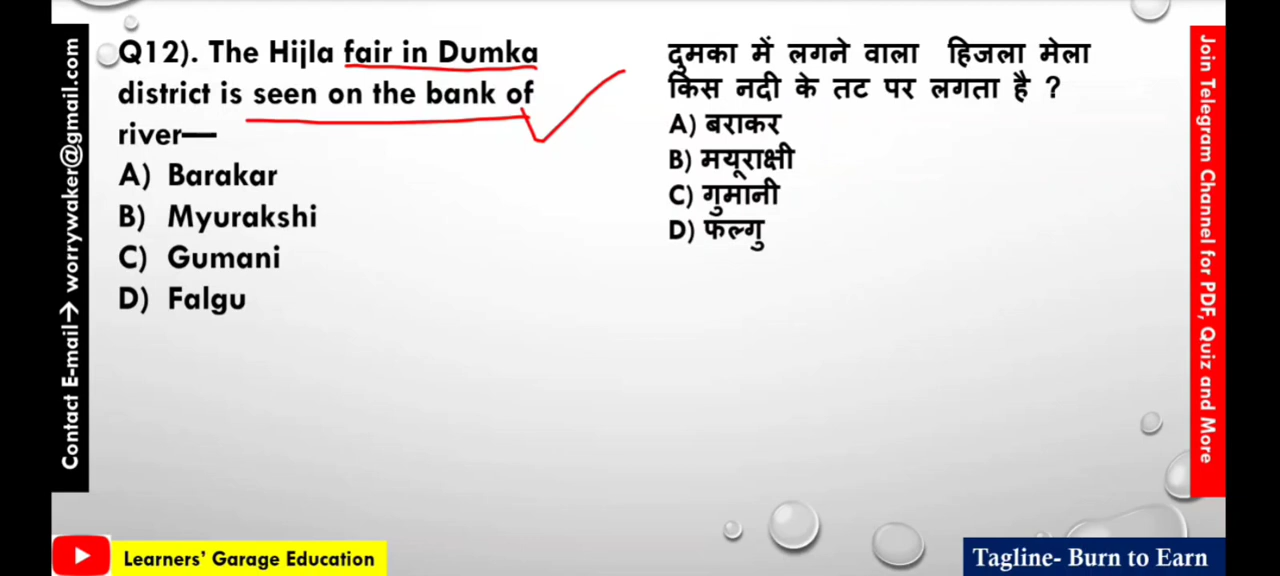 Contact E-mail→ worrywaker@gmail.com
Q12). The Hijla fair in Dumka
district is seen on the bank of
river—
A) Barakar
B) Myurakshi
C) Gumani
D) Falgu
दुमका में लगने वाला हिजला मेला
किस नदी के तट पर लगता है ?
A) बराकर
B) मयूराक्षी
C) गुमानी
D) फल्गु
Join Telegram Channel for PDF, Quiz and More
Learners' Garage Education
Tagline- Burn to Earn